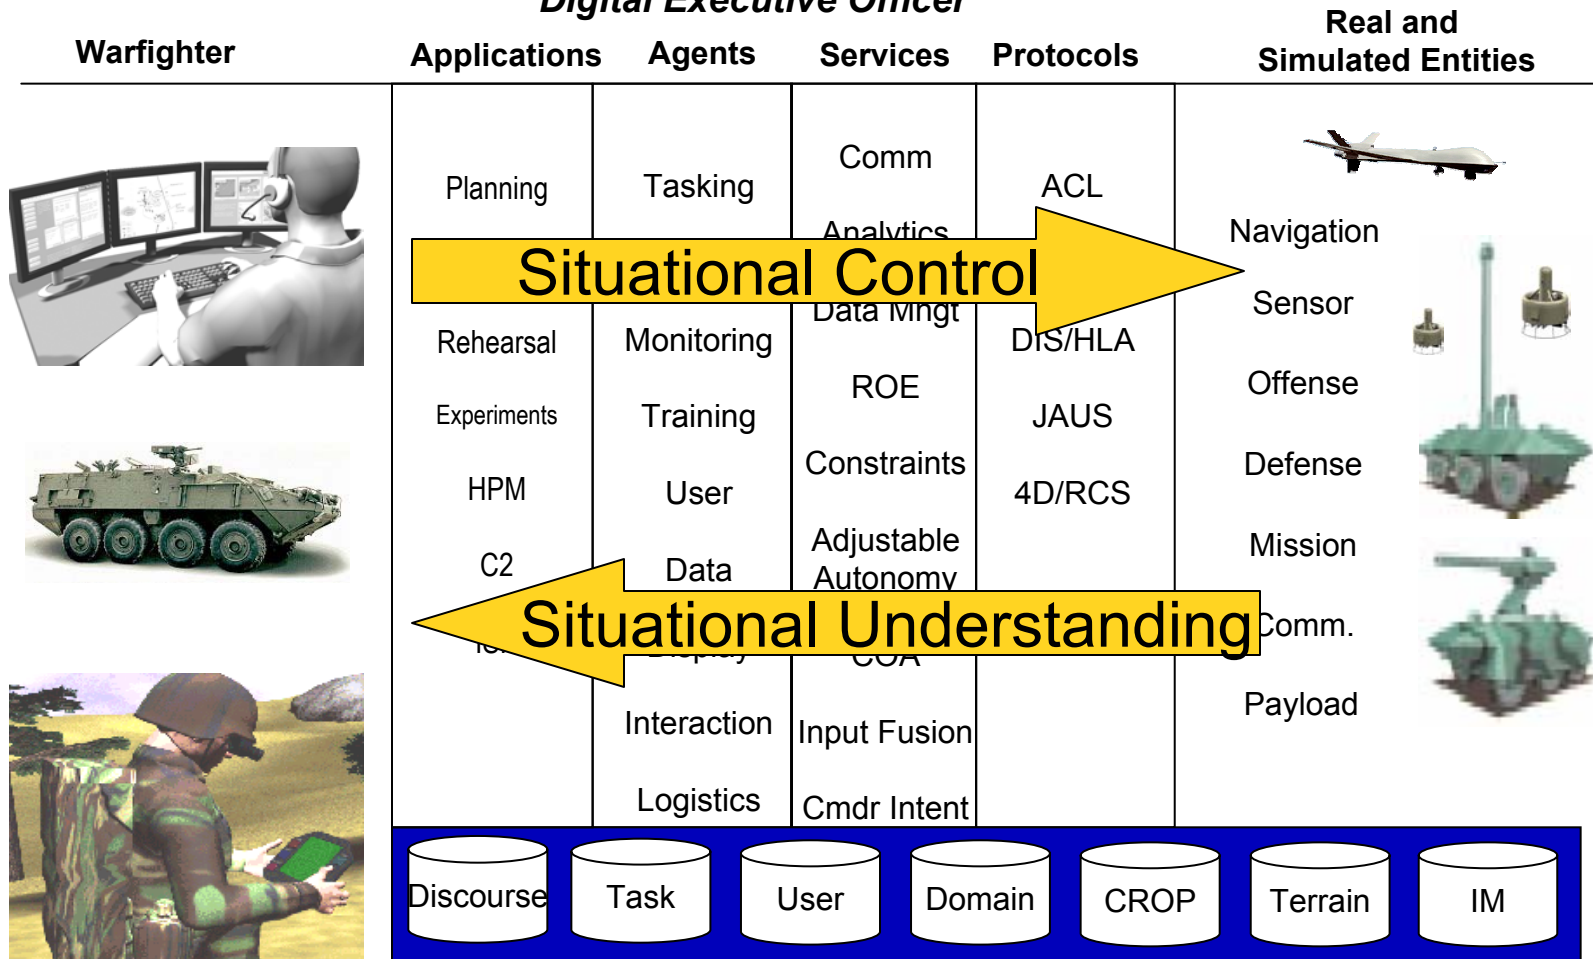 Digital Executive Officer
Warfighter
Applications
Agents
Services
Protocols
Real and
Simulated Entities
Planning
Rehearsal
Experiments
HPM
C2
Tasking
Monitoring
Training
User
Data
Display
Interaction
Logistics
Comm
Analytics
Data Mngt
ROE
Constraints
Adjustable
Autonomy
COA
Input Fusion
Cmdr Intent
ACL
DIS/HLA
JAUS
4D/RCS
Navigation
Sensor
Offense
Defense
Mission
Comm.
Payload
Situational Control
Situational Understanding
Discourse
Task
User
Domain
CROP
Terrain
IM